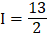 I = 13/2